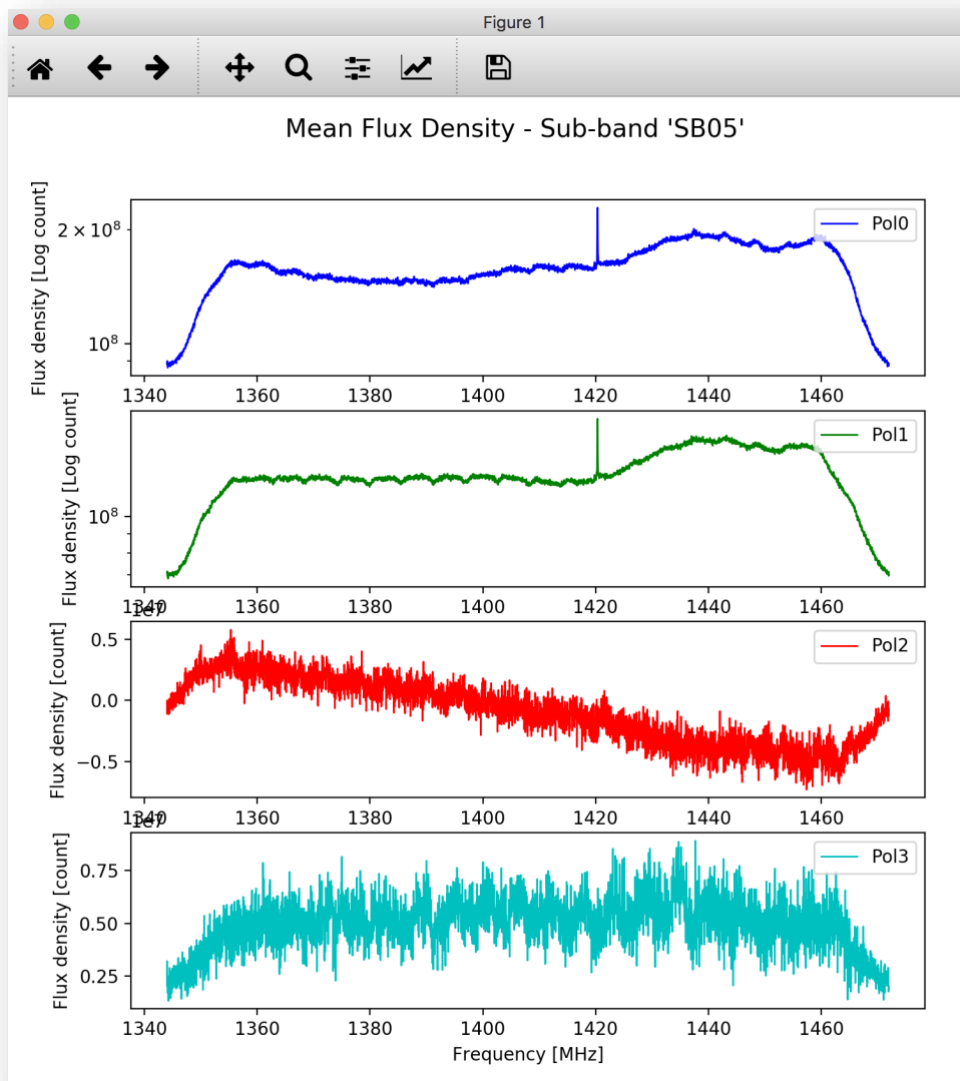 Figure 1
Mean Flux Density - Sub-band 'SB05'
Flux density [Log count]
2 × 10⁸
10⁸
Pol0
1340 1360 1380 1400 1420 1440 1460
Flux density [Log count]
10⁸
Pol1
1340 1360 1380 1400 1420 1440 1460
1e7
Flux density [count]
0.5
0.0
−0.5
Pol2
1340 1360 1380 1400 1420 1440 1460
1e7
Flux density [count]
0.75
0.50
0.25
Pol3
1340 1360 1380 1400 1420 1440 1460
Frequency [MHz]